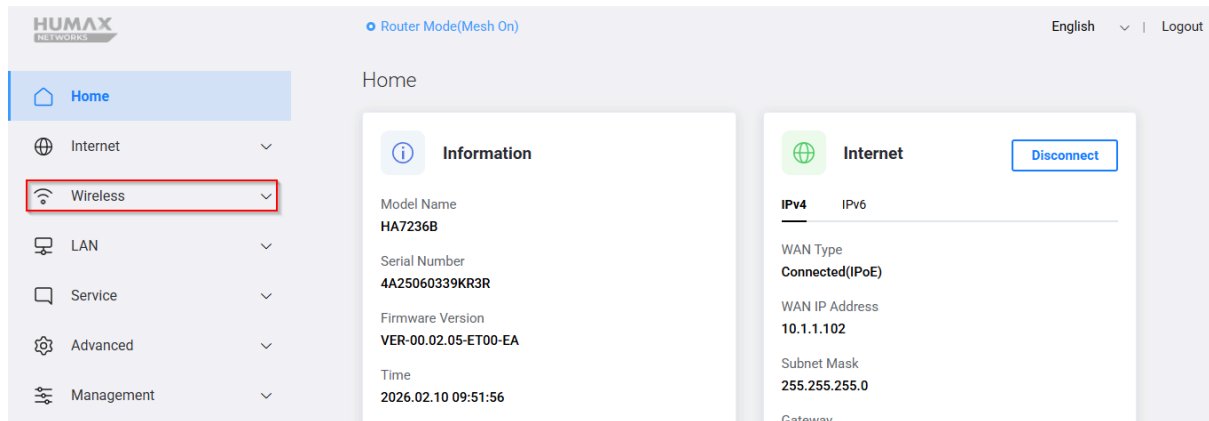 HUMAX
NETWORKS
Router Mode(Mesh On)
English | Logout
Home
Internet
Wireless
LAN
Service
Advanced
Management
Home
Information
Model Name
HA7236B
Serial Number
4A25060339KR3R
Firmware Version
VER-00.02.05-ET00-EA
Time
2026.02.10 09:51:56
Internet
Disconnect
IPv4 IPv6
WAN Type
Connected(IPoE)
WAN IP Address
10.1.1.102
Subnet Mask
255.255.255.0
Gateway